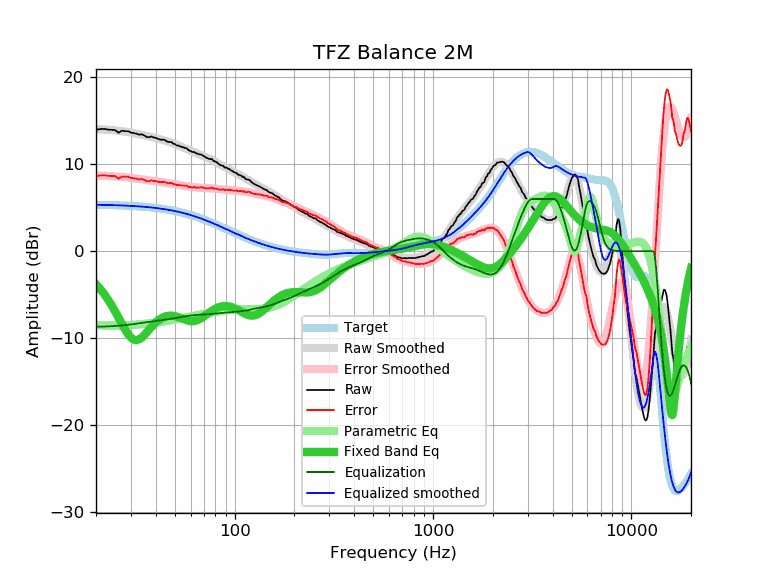 TFZ Balance 2M
20
10
0
−10
−20
−30
Amplitude (dBr)
Target
Raw Smoothed
Error Smoothed
Raw
Error
Parametric Eq
Fixed Band Eq
Equalization
Equalized smoothed
100
1000
10000
Frequency (Hz)